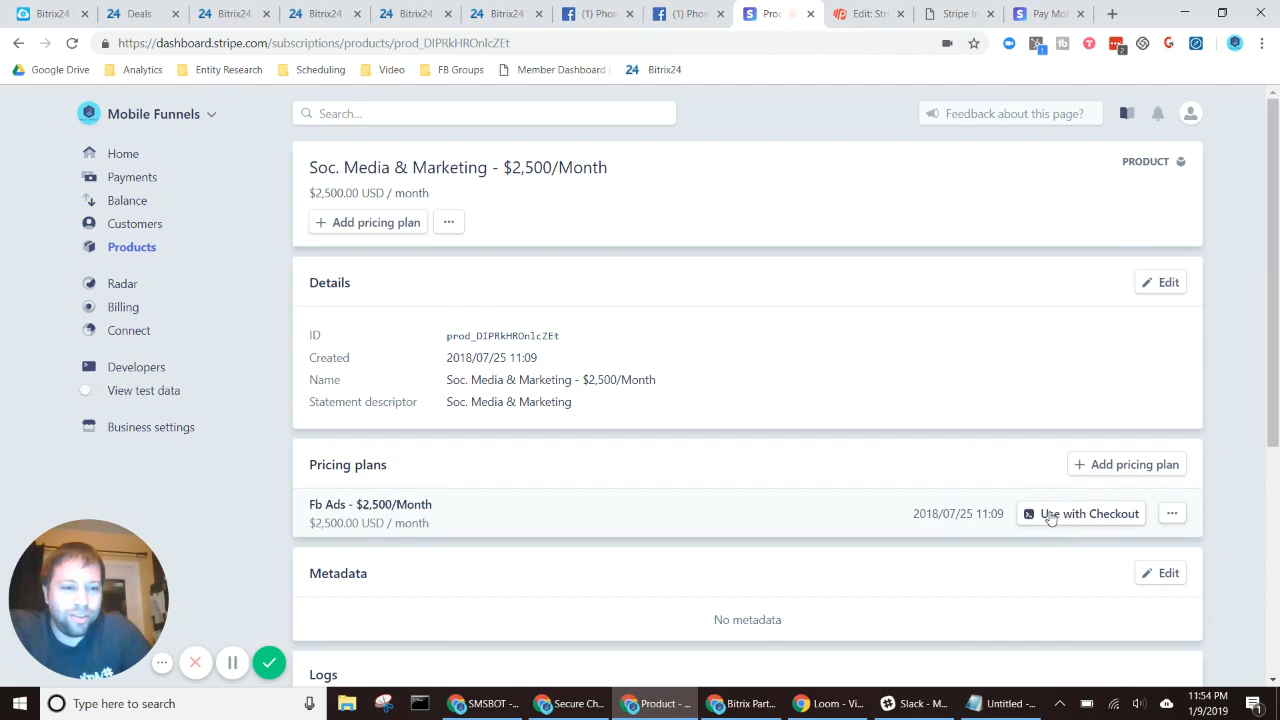 Bitrix24
24 Deals
24 Bitrix24
24 Bitrix24
24 Bitrix24
24 Bitrix24
(1) Phon
(1) Phon
Edit: Str
Stripe In
Pay Mol
https://dashboard.stripe.com/subscriptions/products/prod_DIPRkHROnlcZEt
Google Drive
Analytics
Entity Research
Scheduling
Video
FB Groups
Member Dashboard
24 Bitrix24
Mobile Funnels
Search...
Feedback about this page?
Home
Payments
Balance
Customers
Products
Radar
Billing
Connect
Developers
View test data
Business settings
Soc. Media & Marketing - $2,500/Month
PRODUCT
$2,500.00 USD / month
+ Add pricing plan
...
Details
Edit
ID prod_DIPRkHROnlcZEt
Created 2018/07/25 11:09
Name Soc. Media & Marketing - $2,500/Month
Statement descriptor Soc. Media & Marketing
Pricing plans
+ Add pricing plan
Fb Ads - $2,500/Month
$2,500.00 USD / month
2018/07/25 11:09
Use with Checkout
...
Metadata
Edit
No metadata
Logs
Type here to search
SMSBOT -...
Secure Ch...
Product -...
Bitrix Part...
Loom – Vi...
Slack - M...
Untitled -...
11:54 PM
1/9/2019